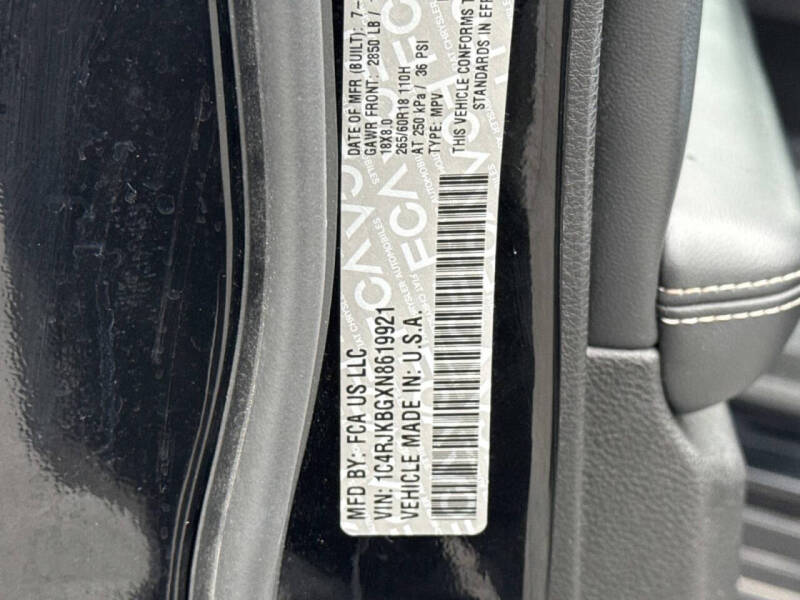 MFD BY: FCA US LLC
DATE OF MFR (BUILT): 7-
GAWR FRONT: 2850 LB /
18X8.0
265/60R18 110H
AT 250 kPa / 36 PSI
VIN: 1C4RJKBGXN8619921
TYPE: MPV
VEHICLE MADE IN: U.S.A.
THIS VEHICLE CONFORMS T
STANDARDS IN EFF